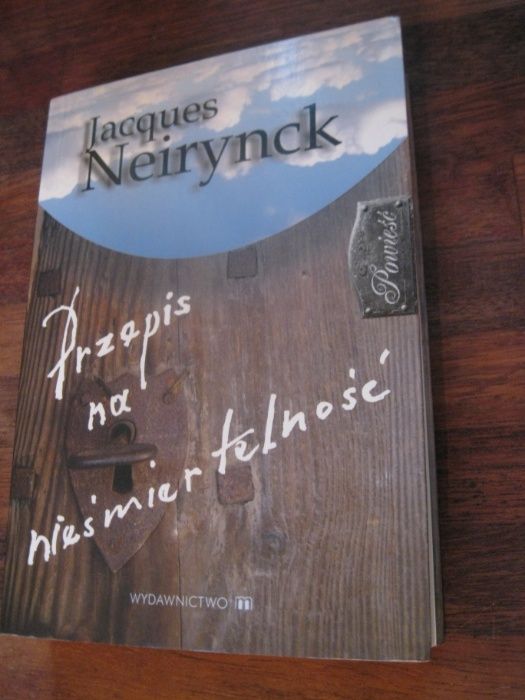 Jacques
Neirynck
Powieść
Przepis
na
nieśmiertelność
WYDAWNICTWO m